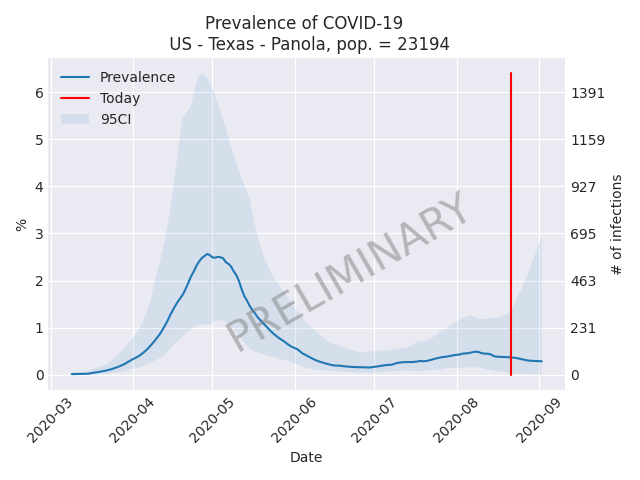 Prevalence of COVID-19
US - Texas - Panola, pop. = 23194
Prevalence
Today
95CI
PRELIMINARY
%
6
5
4
3
2
1
0
1391
1159
927
695
463
231
0
# of infections
2020-03
2020-04
2020-05
2020-06
2020-07
2020-08
2020-09
Date